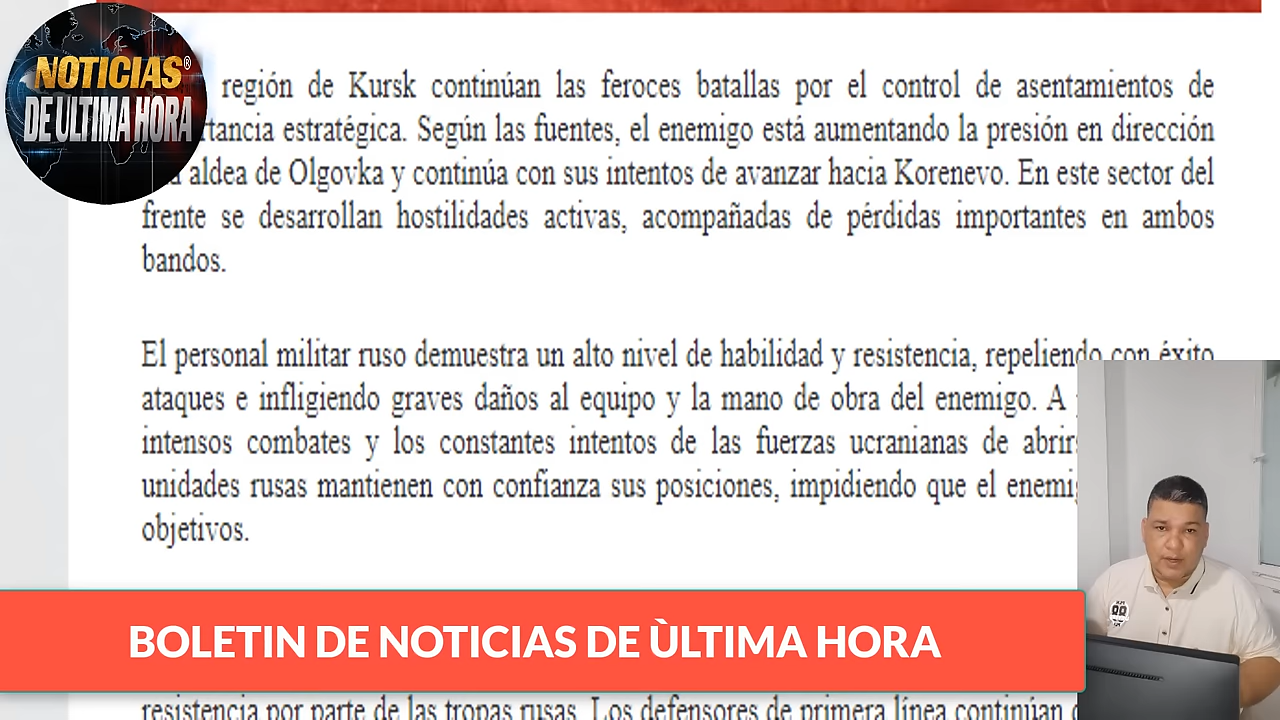 NOTICIAS®
DE ULTIMA HORA
región de Kursk continúan las feroces batallas por el control de asentamientos de
estratégica. Según las fuentes, el enemigo está aumentando la presión en dirección
aldea de Olgovka y continúa con sus intentos de avanzar hacia Korenevo. En este sector del
frente se desarrollan hostilidades activas, acompañadas de pérdidas importantes en ambos
bandos.
El personal militar ruso demuestra un alto nivel de habilidad y resistencia, repeliendo con éxito
ataques e infligiendo graves daños al equipo y la mano de obra del enemigo. A
intensos combates y los constantes intentos de las fuerzas ucranianas de
unidades rusas mantienen con confianza sus posiciones, impidiendo que el
objetivos.
BOLETIN DE NOTICIAS DE ÙLTIMA HORA
resistencia por parte de las tropas rusas. Los defensores de primera línea continúan